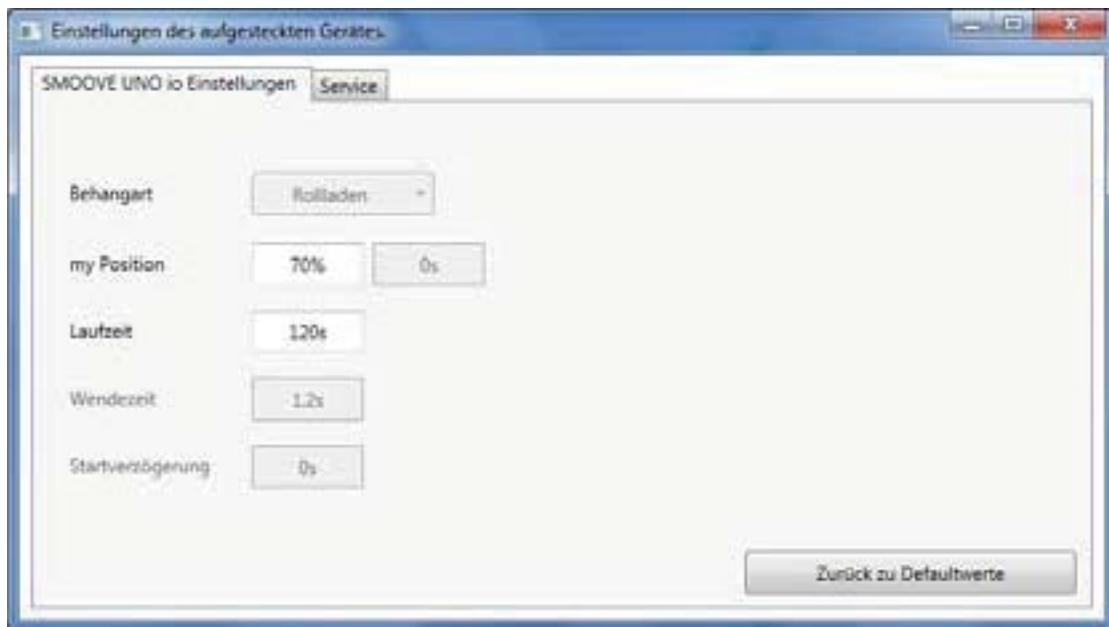 Einstellungen des aufgesteckten Gerätes.
SMOOVE UNO io Einstellungen Service
Behangart Rollladen
my Position 70% 0s
Laufzeit 120s
Wendezeit 1.2s
Startverzögerung 0s
Zurück zu Defaultwerte